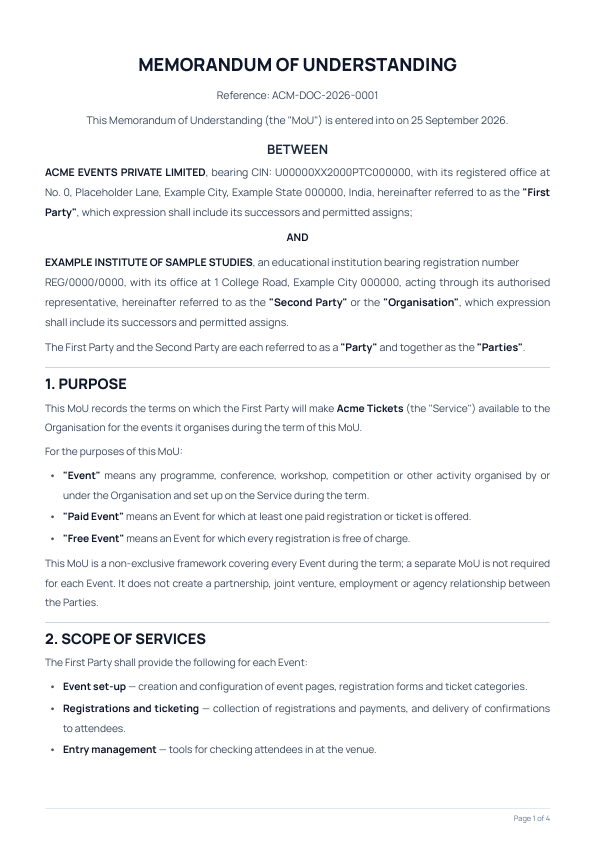 MEMORANDUM OF UNDERSTANDING
Reference: ACM-DOC-2026-0001
This Memorandum of Understanding (the "MoU") is entered into on 25 September 2026.
BETWEEN
ACME EVENTS PRIVATE LIMITED, bearing CIN: U00000XX2000PTC000000, with its registered office at
No. 0, Placeholder Lane, Example City, Example State 000000, India, hereinafter referred to as the "First
Party", which expression shall include its successors and permitted assigns;
AND
EXAMPLE INSTITUTE OF SAMPLE STUDIES, an educational institution bearing registration number
REG/0000/0000, with its office at 1 College Road, Example City 000000, acting through its authorised
representative, hereinafter referred to as the "Second Party" or the "Organisation", which expression
shall include its successors and permitted assigns.
The First Party and the Second Party are each referred to as a "Party" and together as the "Parties".
1. PURPOSE
This MoU records the terms on which the First Party will make Acme Tickets (the "Service") available to the
Organisation for the events it organises during the term of this MoU.
For the purposes of this MoU:
• "Event" means any programme, conference, workshop, competition or other activity organised by or
under the Organisation and set up on the Service during the term.
• "Paid Event" means an Event for which at least one paid registration or ticket is offered.
• "Free Event" means an Event for which every registration is free of charge.
This MoU is a non-exclusive framework covering every Event during the term; a separate MoU is not required
for each Event. It does not create a partnership, joint venture, employment or agency relationship between
the Parties.
2. SCOPE OF SERVICES
The First Party shall provide the following for each Event:
• Event set-up — creation and configuration of event pages, registration forms and ticket categories.
• Registrations and ticketing — collection of registrations and payments, and delivery of confirmations
to attendees.
• Entry management — tools for checking attendees in at the venue.
Page 1 of 4